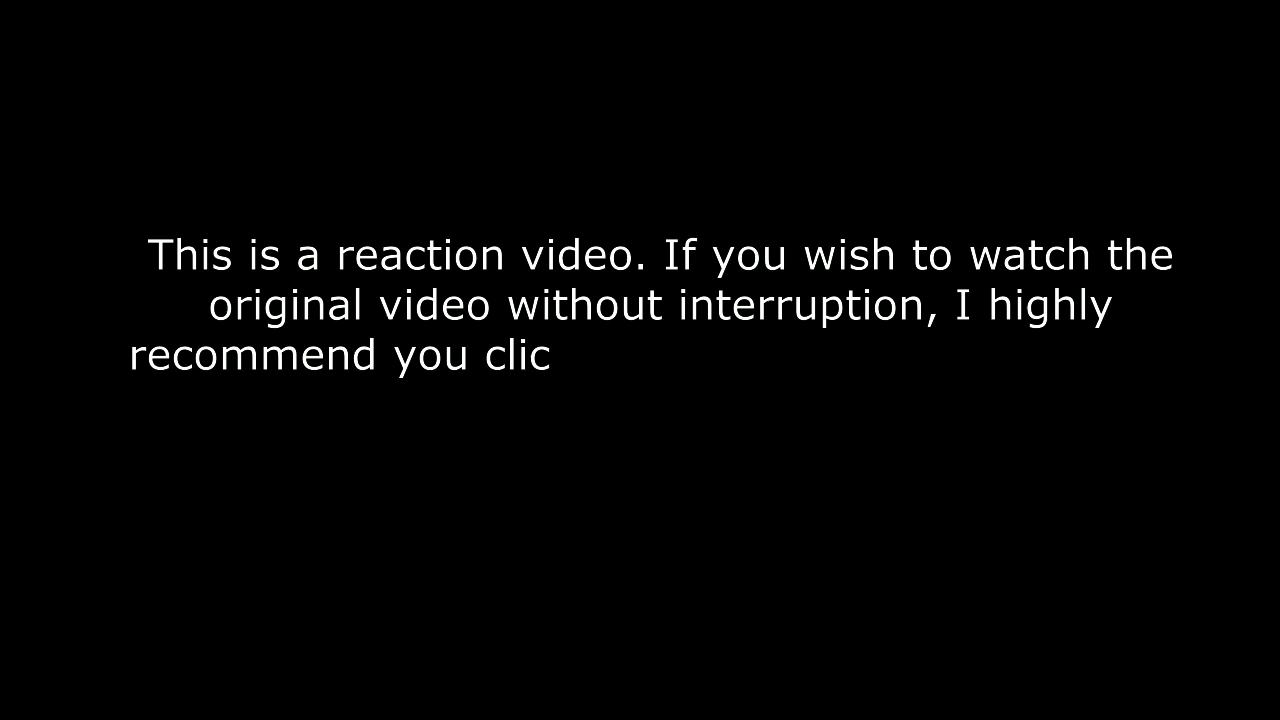 This is a reaction video. If you wish to watch the
original video without interruption, I highly
recommend you clic